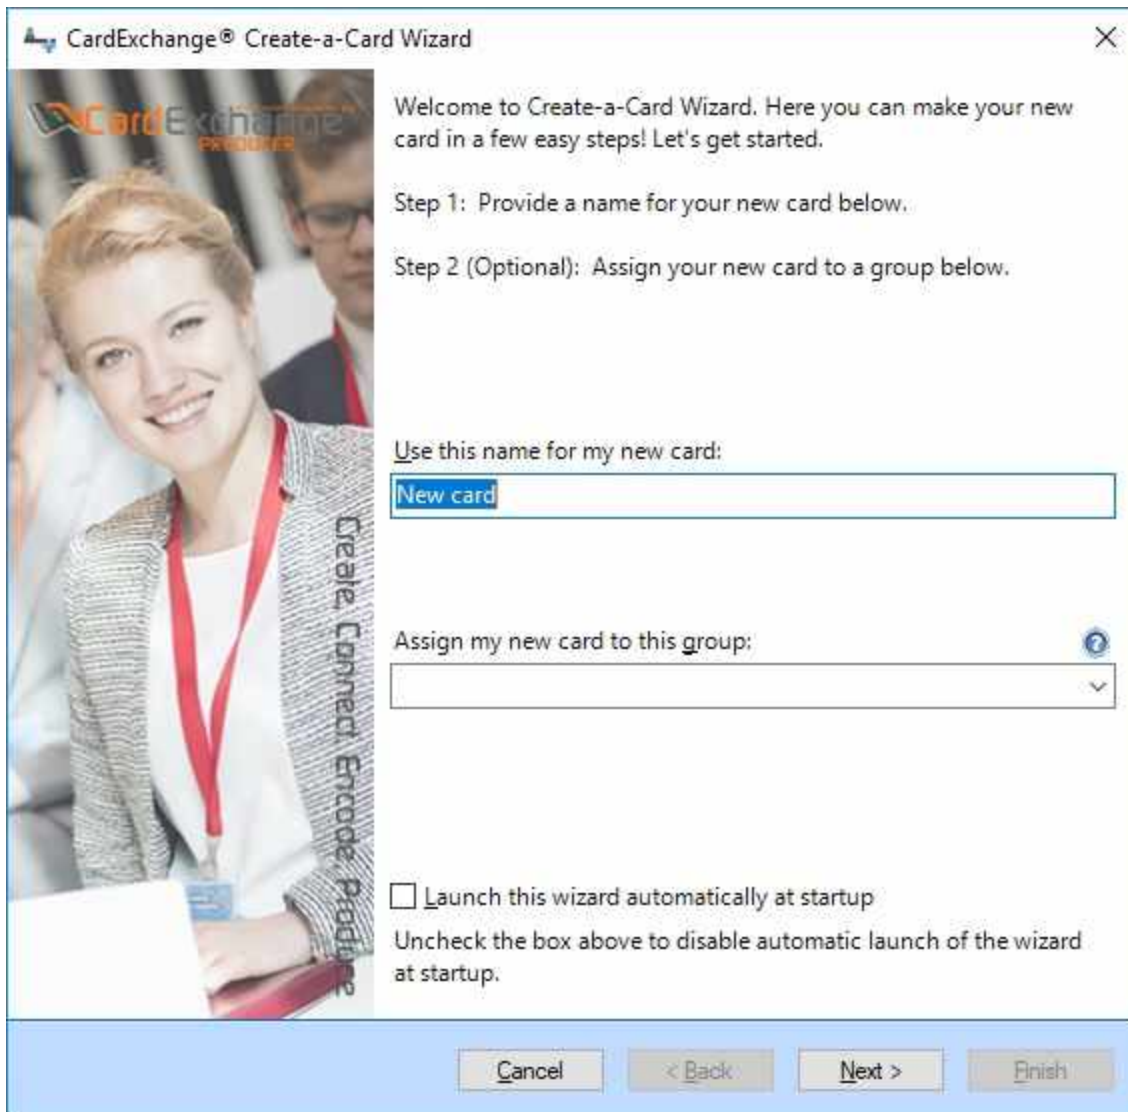 CardExchange® Create-a-Card Wizard
CardExchange
PRODUCER
Welcome to Create-a-Card Wizard. Here you can make your new
card in a few easy steps! Let's get started.
Step 1: Provide a name for your new card below.
Step 2 (Optional): Assign your new card to a group below.
Use this name for my new card:
New card
Assign my new card to this group:
Create, Connect, Encode, Produce
Launch this wizard automatically at startup
Uncheck the box above to disable automatic launch of the wizard
at startup.
Cancel
< Back
Next >
Finish